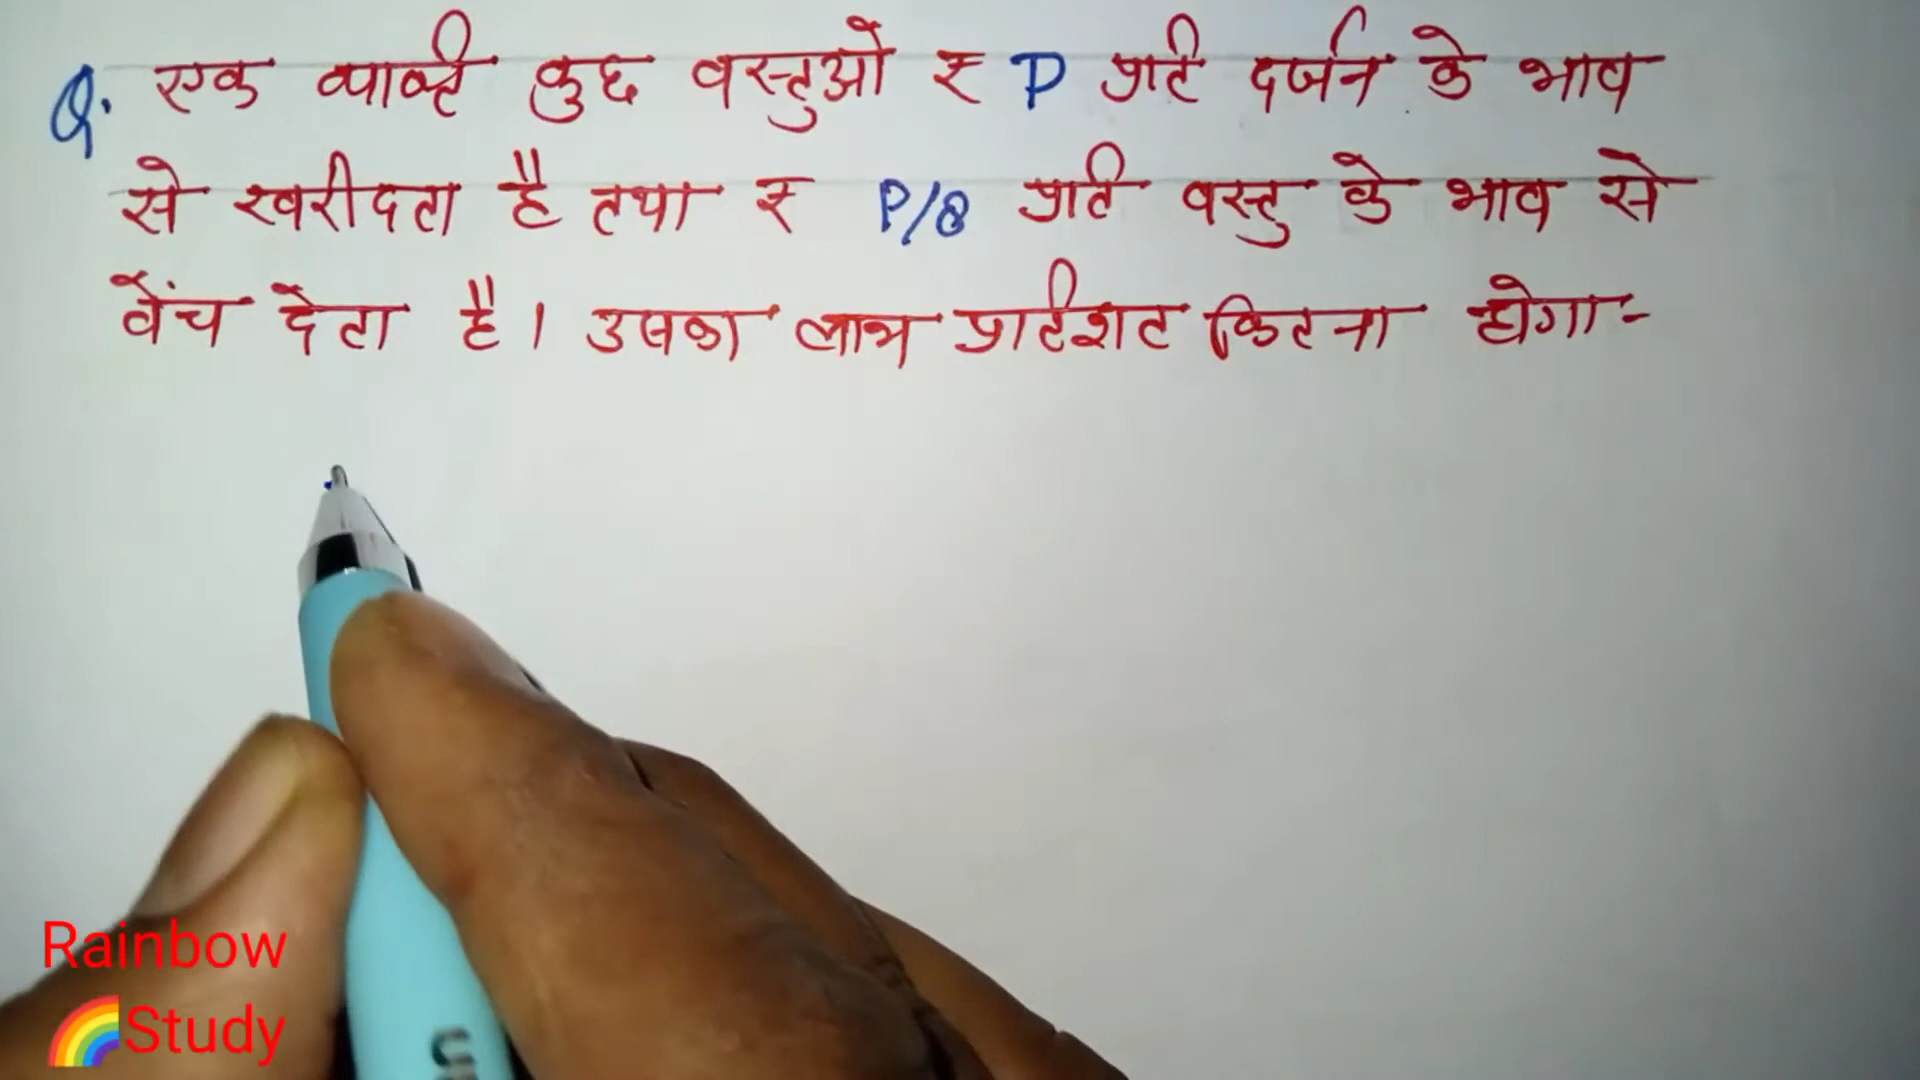 Q. एक व्यक्ति कुछ वस्तुओं ₹ P प्रति दर्जन के भाव
से खरीदता है तथा ₹ P/8 प्रति वस्तु के भाव से
बेंच देता है। उसका लाभ प्रतिशत कितना होगा-
Rainbow
Study